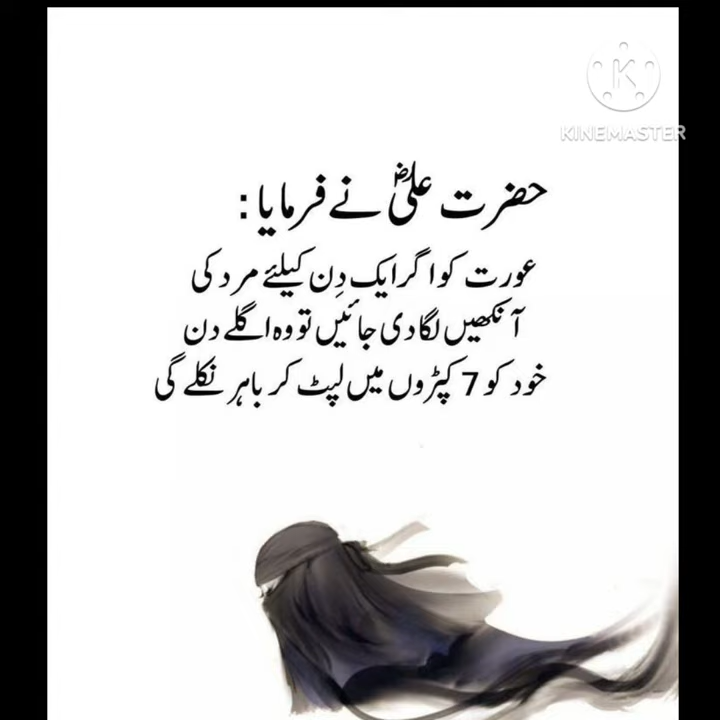 KINEMASTER
حضرت علیؓ نے فرمایا:
عورت کو اگر ایک دِن کیلئے مرد کی
آنکھیں لگا دی جائیں تو وہ اگلے دن
خود کو 7 کپڑوں میں لپٹ کر باہر نکلے گی